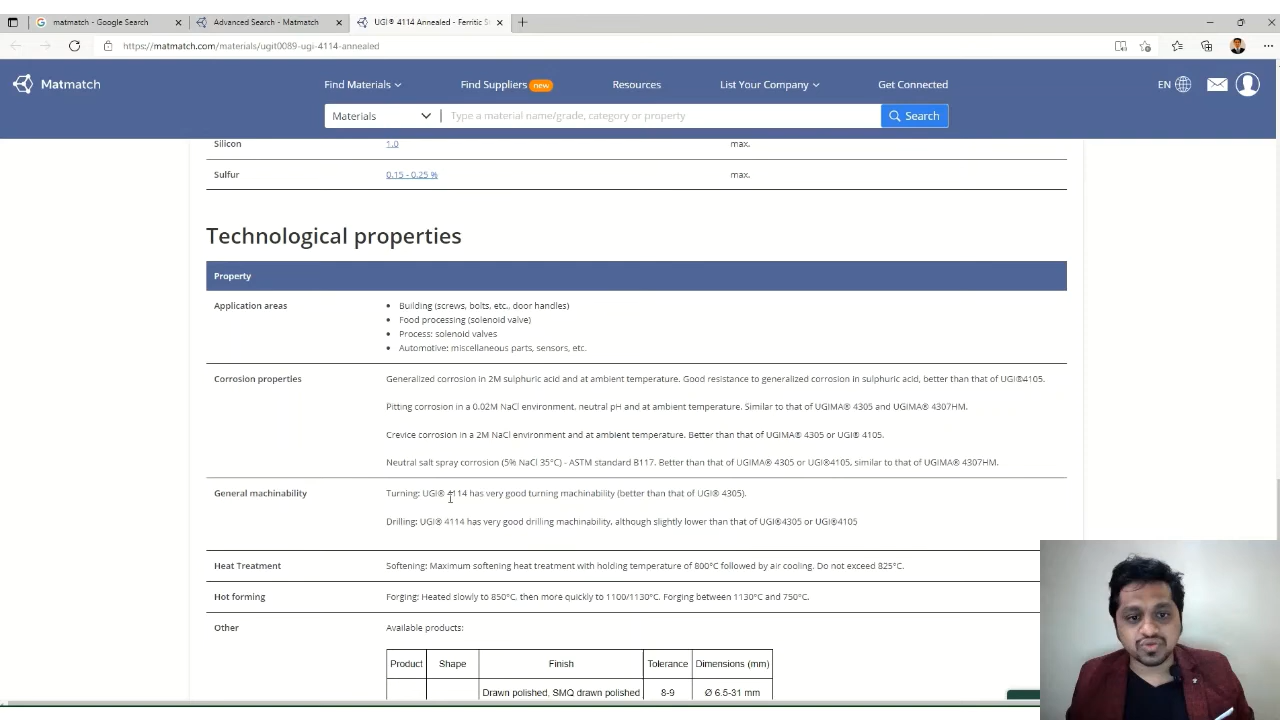 matmatch - Google Search
Advanced Search - Matmatch
UGI® 4114 Annealed - Ferritic S
https://matmatch.com/materials/ugit0089-ugi-4114-annealed
Matmatch
Find Materials
Find Suppliers new
Resources
List Your Company
Get Connected
EN
Materials
Type a material name/grade, category or property
Search
Silicon 1.0 max.
Sulfur 0.15 - 0.25 % max.
Technological properties
Property
Application areas
Building (screws, bolts, etc., door handles)
Food processing (solenoid valve)
Process: solenoid valves
Automotive: miscellaneous parts, sensors, etc.
Corrosion properties
Generalized corrosion in 2M sulphuric acid and at ambient temperature. Good resistance to generalized corrosion in sulphuric acid, better than that of UGI®4105.
Pitting corrosion in a 0.02M NaCl environment, neutral pH and at ambient temperature. Similar to that of UGIMA® 4305 and UGIMA® 4307HM.
Crevice corrosion in a 2M NaCl environment and at ambient temperature. Better than that of UGIMA® 4305 or UGI® 4105.
Neutral salt spray corrosion (5% NaCl 35°C) - ASTM standard B117. Better than that of UGIMA® 4305 or UGI®4105, similar to that of UGIMA® 4307HM.
General machinability
Turning: UGI® 4114 has very good turning machinability (better than that of UGI® 4305).
Drilling: UGI® 4114 has very good drilling machinability, although slightly lower than that of UGI®4305 or UGI®4105
Heat Treatment
Softening: Maximum softening heat treatment with holding temperature of 800°C followed by air cooling. Do not exceed 825°C.
Hot forming
Forging: Heated slowly to 850°C, then more quickly to 1100/1130°C. Forging between 1130°C and 750°C.
Other
Available products:
Product Shape Finish Tolerance Dimensions (mm)
Drawn polished, SMQ drawn polished 8-9 Ø 6.5-31 mm